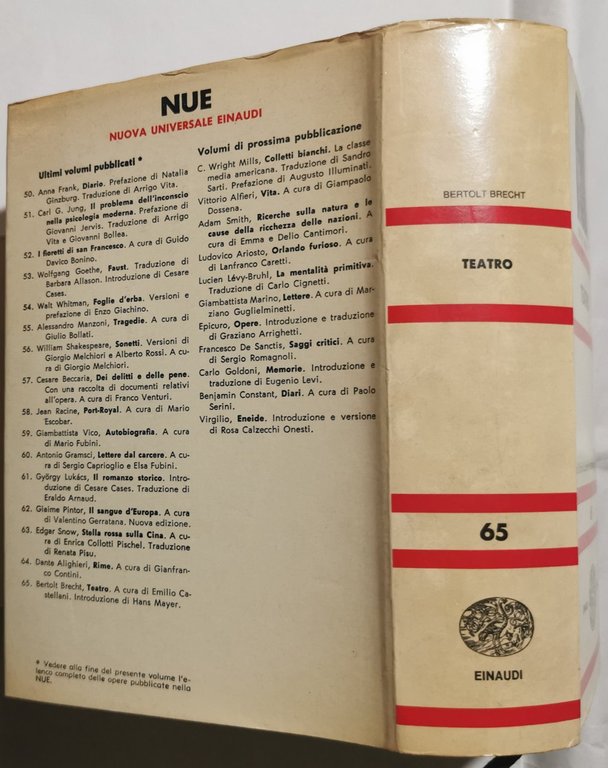 NUE
NUOVA UNIVERSALE EINAUDI
Ultimi volumi pubblicati *
50. Anna Frank, Diario. Prefazione di Natalia
Ginzburg. Traduzione di Arrigo Vita.
51. Carl G. Jung, Il problema dell'inconscio
nella psicologia moderna. Prefazione di
Giovanni Jervis. Traduzione di Arrigo
Vita e Giovanni Bollea.
52. I fioretti di san Francesco. A cura di Guido
Davico Bonino.
53. Wolfgang Goethe, Faust. Traduzione di
Barbara Allason. Introduzione di Cesare
Cases.
54. Walt Whitman, Foglie d'erba. Versioni e
prefazione di Enzo Giachino.
55. Alessandro Manzoni, Tragedie. A cura di
Giulio Bollati.
56. William Shakespeare, Sonetti. Versioni di
Giorgio Melchiori e Alberto Rossi. A cu-
ra di Giorgio Melchiori.
57. Cesare Beccaria, Dei delitti e delle pene.
Con una raccolta di documenti relativi
all'opera. A cura di Franco Venturi.
58. Jean Racine, Port-Royal. A cura di Mario
Escobar.
59. Giambattista Vico, Autobiografia. A cura
di Mario Fubini.
60. Antonio Gramsci, Lettere dal carcere. A cu-
ra di Sergio Caprioglio e Elsa Fubini.
61. György Lukács, Il romanzo storico. Intro-
duzione di Cesare Cases. Traduzione di
Eraldo Arnaud.
62. Giaime Pintor, Il sangue d'Europa. A cura
di Valentino Gerratana. Nuova edizione.
63. Edgar Snow, Stella rossa sulla Cina. A cu-
ra di Enrica Collotti Pischel. Traduzione
di Renata Pisu.
64. Dante Alighieri, Rime. A cura di Gianfran-
co Contini.
65. Bertolt Brecht, Teatro. A cura di Emilio Ca-
stellani. Introduzione di Hans Mayer.
* Vedere alla fine del presente volume l'e-
lenco completo delle opere pubblicate nella
NUE.
Volumi di prossima pubblicazione
C. Wright Mills, Colletti bianchi. La classe
media americana. Traduzione di Sandro
Sarti. Prefazione di Augusto Illuminati.
Vittorio Alfieri, Vita. A cura di Giampaolo
Dossena.
Adam Smith, Ricerche sulla natura e le
cause della ricchezza delle nazioni. A
cura di Emma e Delio Cantimori.
Ludovico Ariosto, Orlando furioso. A cura
di Lanfranco Caretti.
Lucien Lévy-Bruhl, La mentalità primitiva.
Traduzione di Carlo Cignetti.
Giambattista Marino, Lettere. A cura di Mar-
ziano Guglielminetti.
Epicuro, Opere. Introduzione e traduzione
di Graziano Arrighetti.
Francesco De Sanctis, Saggi critici. A cura
di Sergio Romagnoli.
Carlo Goldoni, Memorie. Introduzione e
traduzione di Eugenio Levi.
Benjamin Constant, Diari. A cura di Paolo
Serini.
Virgilio, Eneide. Introduzione e versione
di Rosa Calzecchi Onesti.
BERTOLT BRECHT
TEATRO
65
EINAUDI